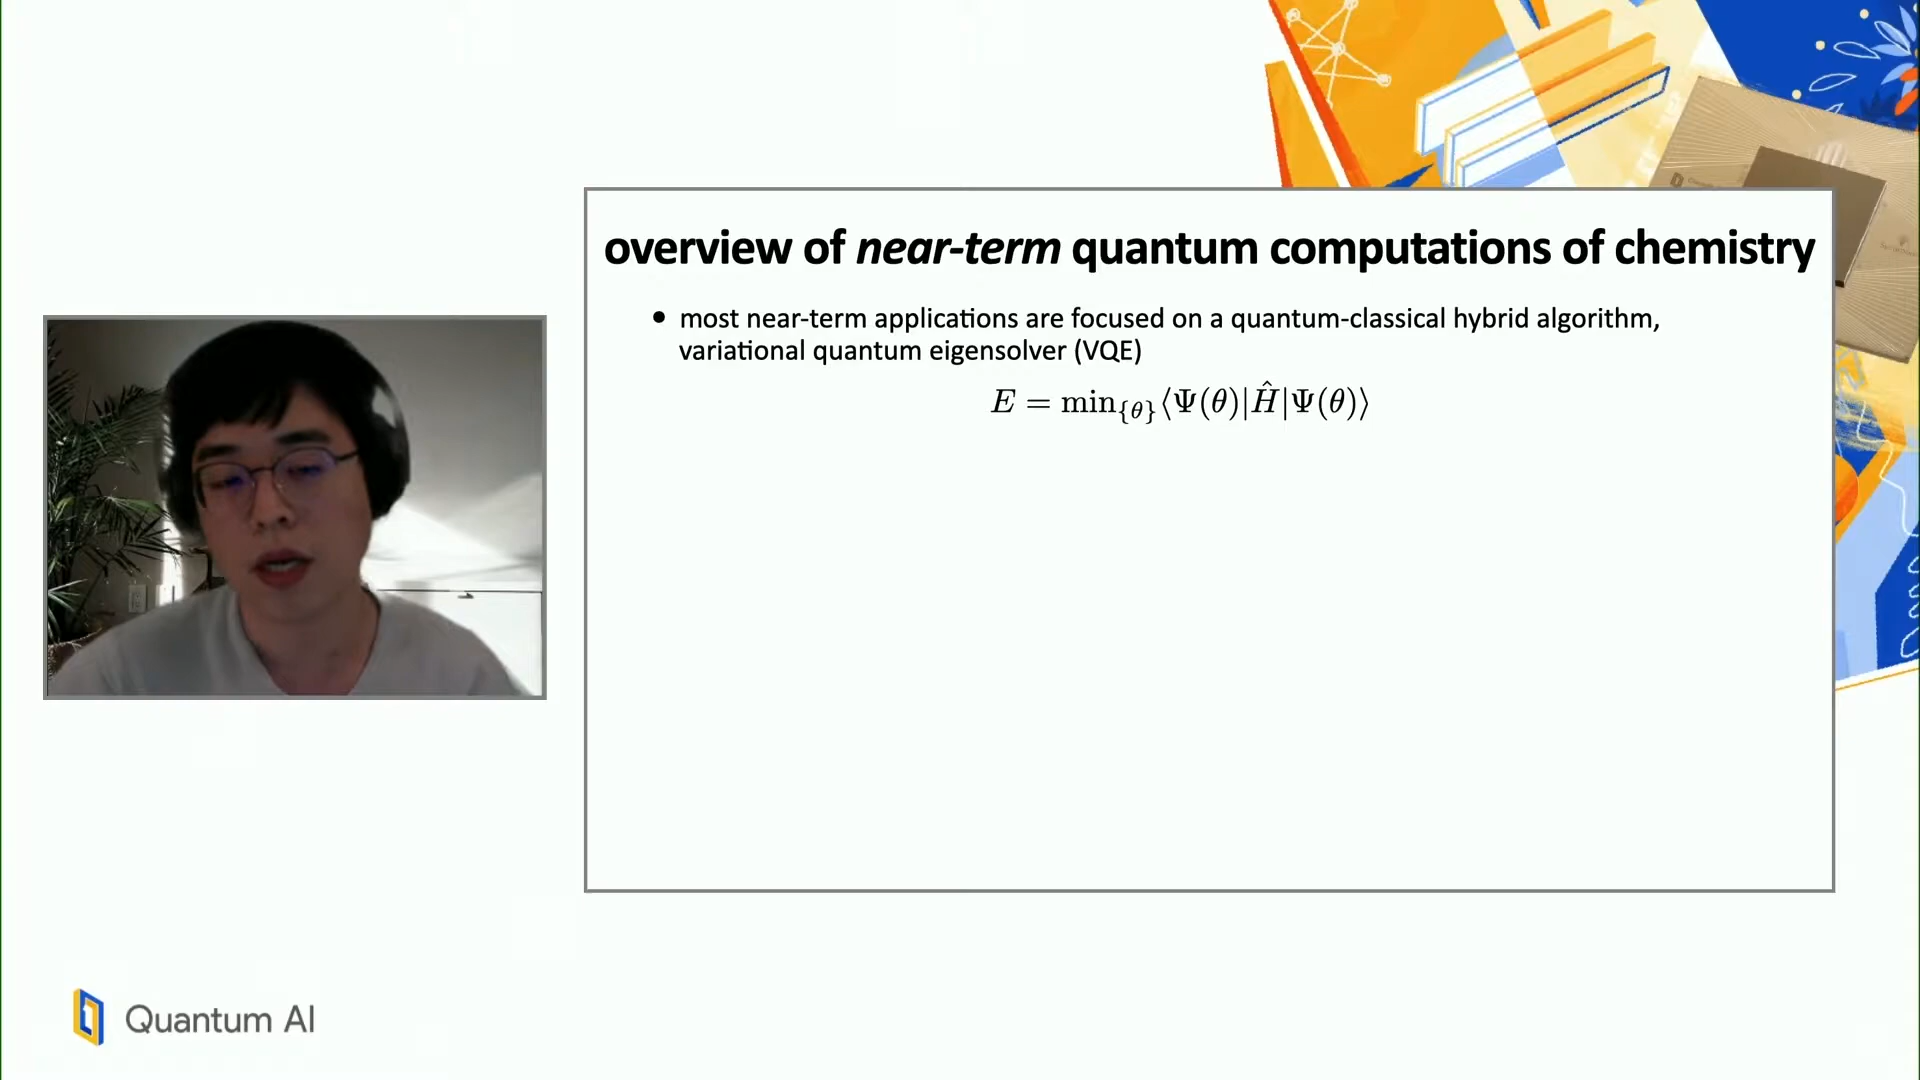 overview of near-term quantum computations of chemistry
• most near-term applications are focused on a quantum-classical hybrid algorithm,
variational quantum eigensolver (VQE)
E = min_{θ} ⟨Ψ(θ)|Ĥ|Ψ(θ)⟩
Quantum AI